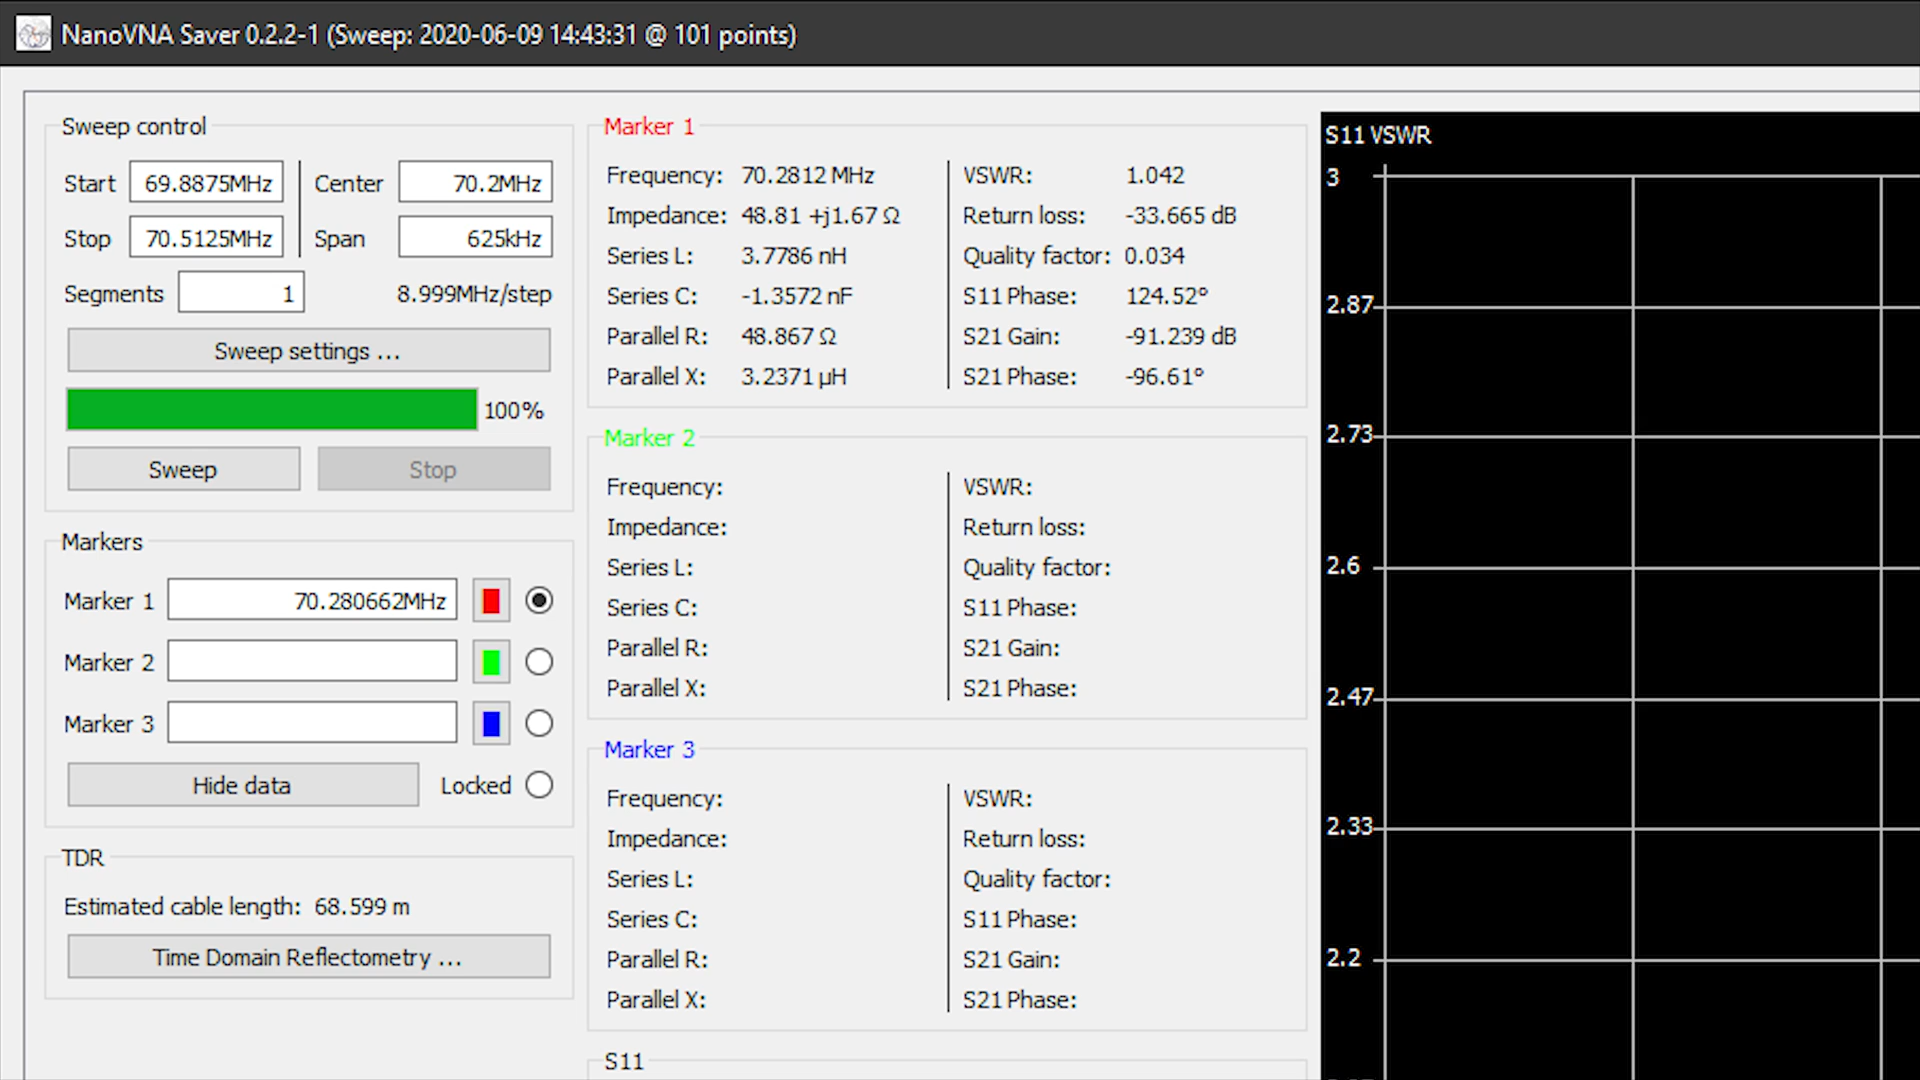 NanoVNA Saver 0.2.2-1 (Sweep: 2020-06-09 14:43:31 @ 101 points)
Sweep control
Start 69.8875MHz Center 70.2MHz
Stop 70.5125MHz Span 625kHz
Segments 1 8.999MHz/step
Sweep settings ...
100%
Sweep Stop
Markers
Marker 1 70.280662MHz
Marker 2
Marker 3
Hide data Locked
TDR
Estimated cable length: 68.599 m
Time Domain Reflectometry ...
Marker 1
Frequency: 70.2812 MHz VSWR: 1.042
Impedance: 48.81 +j1.67 Ω Return loss: -33.665 dB
Series L: 3.7786 nH Quality factor: 0.034
Series C: -1.3572 nF S11 Phase: 124.52°
Parallel R: 48.867 Ω S21 Gain: -91.239 dB
Parallel X: 3.2371 µH S21 Phase: -96.61°
Marker 2
Frequency: VSWR:
Impedance: Return loss:
Series L: Quality factor:
Series C: S11 Phase:
Parallel R: S21 Gain:
Parallel X: S21 Phase:
Marker 3
Frequency: VSWR:
Impedance: Return loss:
Series L: Quality factor:
Series C: S11 Phase:
Parallel R: S21 Gain:
Parallel X: S21 Phase:
S11
S11 VSWR
3
2.87
2.73
2.6
2.47
2.33
2.2